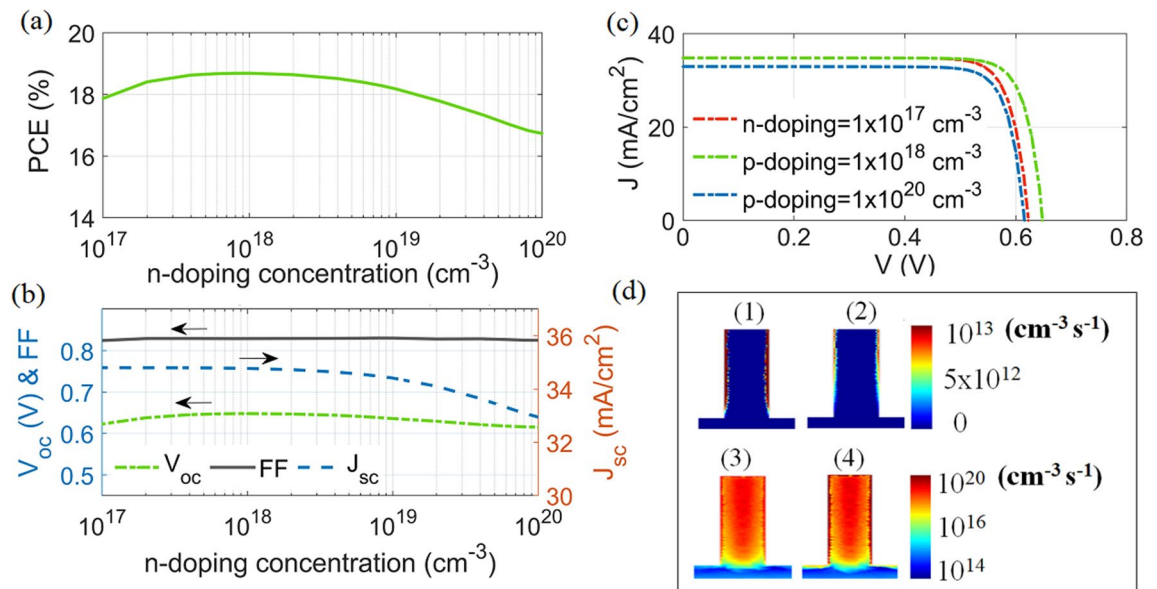 (a)
20
18
16
14
PCE (%)
10^17
10^18
10^19
10^20
n-doping concentration (cm^-3)
(b)
0.8
0.7
0.6
0.5
V_oc (V) & FF
36
34
32
30
J_sc (mA/cm^2)
V_oc FF J_sc
10^17
10^18
10^19
10^20
n-doping concentration (cm^-3)
(c)
40
20
0
J (mA/cm^2)
n-doping=1x10^17 cm^-3
p-doping=1x10^18 cm^-3
p-doping=1x10^20 cm^-3
0 0.2 0.4 0.6 0.8
V (V)
(d)
(1) (2)
10^13 (cm^-3 s^-1)
5x10^12
0
(3) (4)
10^20 (cm^-3 s^-1)
10^16
10^14